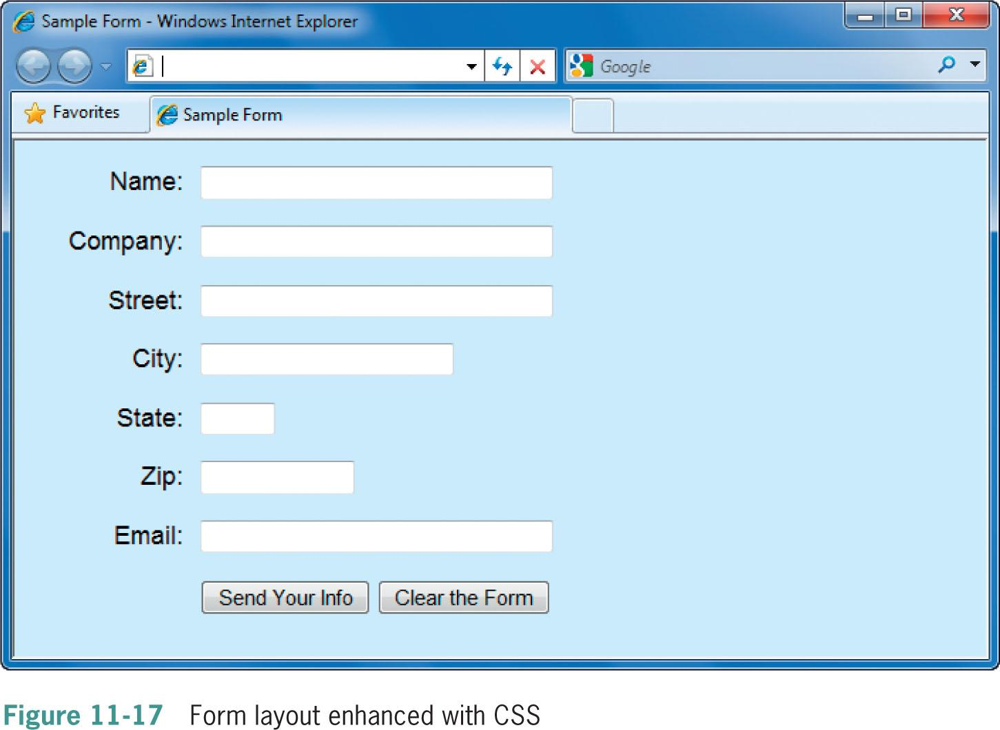 Sample Form - Windows Internet Explorer
Google
Favorites
Sample Form
Name:
Company:
Street:
City:
State:
Zip:
Email:
Send Your Info Clear the Form
Figure 11-17 Form layout enhanced with CSS